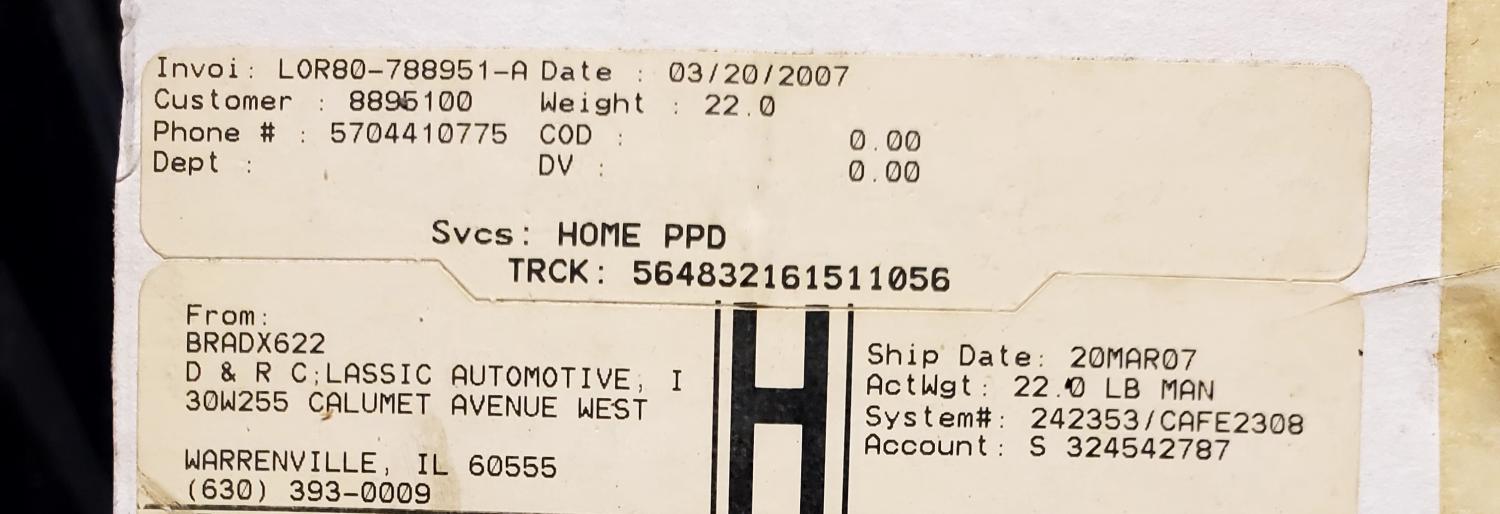 Invoi: LOR80-788951-A Date : 03/20/2007
Customer : 8895100 Weight : 22.0
Phone # : 5704410775 COD : 0.00
Dept : DV : 0.00
Svcs: HOME PPD
TRCK: 564832161511056
From:
BRADX622
D & R C;LASSIC AUTOMOTIVE, I
30W255 CALUMET AVENUE WEST
WARRENVILLE, IL 60555
(630) 393-0009
H
Ship Date: 20MAR07
ActWgt: 22.0 LB MAN
System#: 242353/CAFE2308
Account: S 324542787